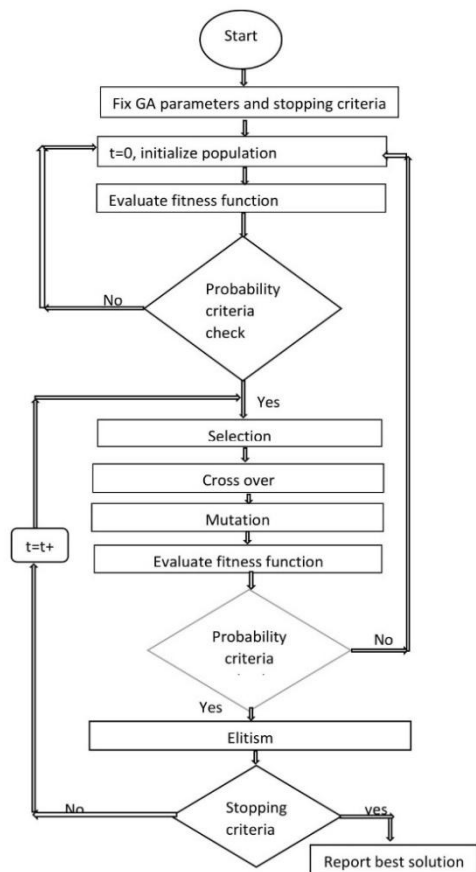 Start
Fix GA parameters and stopping criteria
t=0, initialize population
Evaluate fitness function
No
Probability
criteria
check
Yes
Selection
Cross over
Mutation
t=t+
Evaluate fitness function
Probability
criteria
No
Yes
Elitism
No
Stopping
criteria
yes
Report best solution